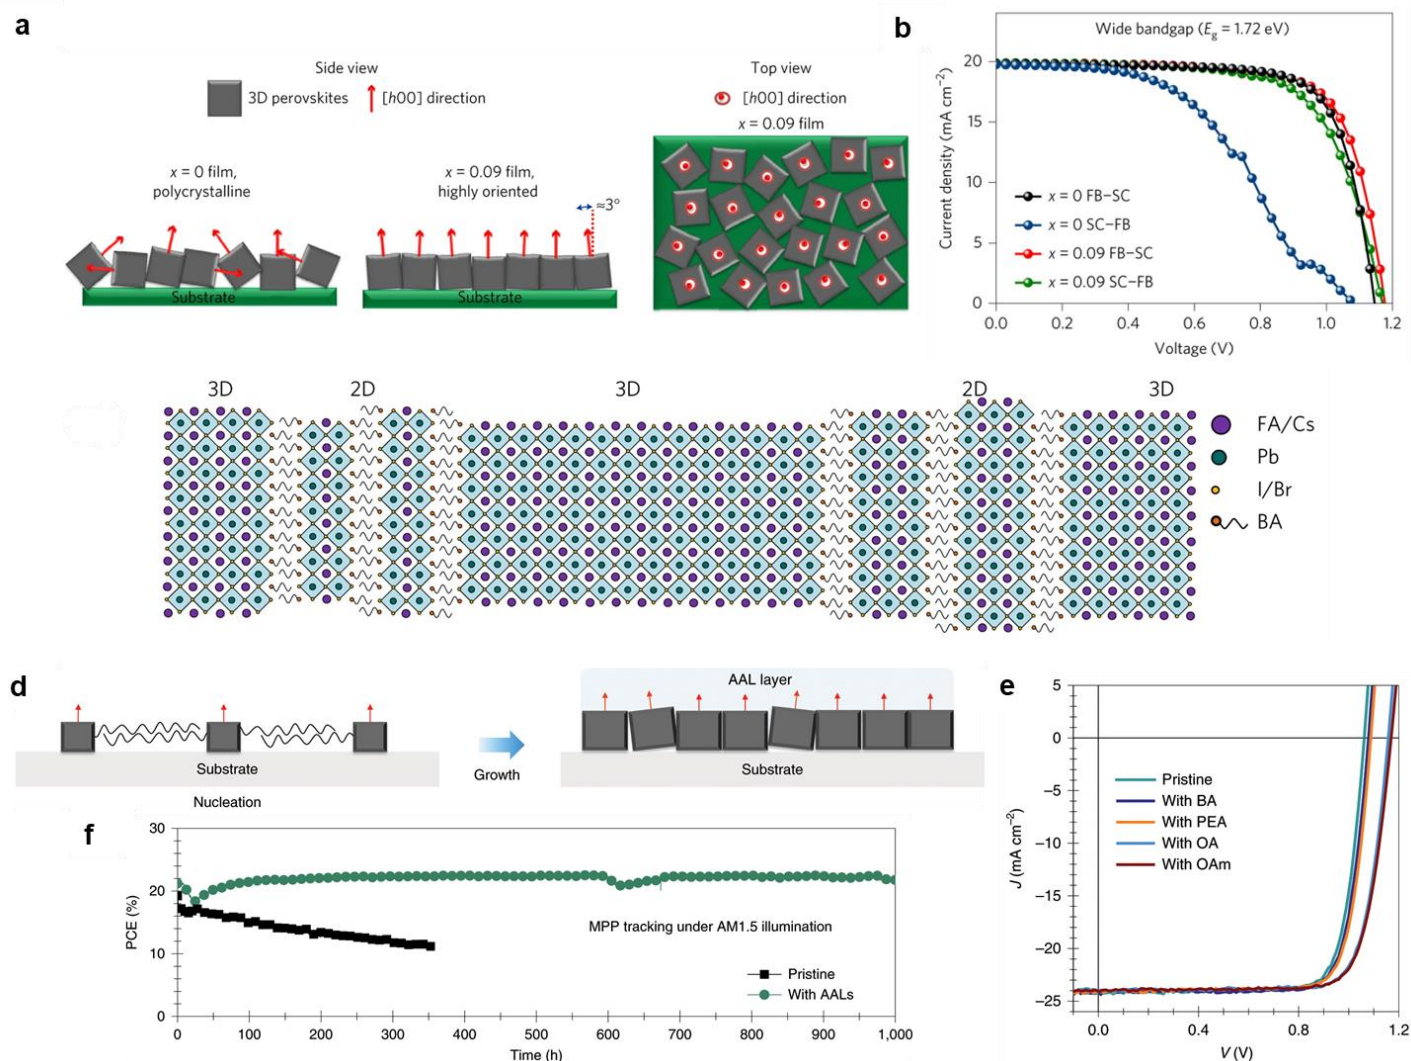 a
Side view
3D perovskites
[h00] direction
Top view
[h00] direction
x = 0.09 film
x = 0 film,
polycrystalline
x = 0.09 film,
highly oriented
≈3°
Substrate
Substrate
b
Wide bandgap (Eg = 1.72 eV)
Current density (mA cm−2)
20
15
10
5
0
x = 0 FB–SC
x = 0 SC–FB
x = 0.09 FB–SC
x = 0.09 SC–FB
0.0 0.2 0.4 0.6 0.8 1.0 1.2
Voltage (V)
3D 2D 3D 2D 3D
FA/Cs
Pb
I/Br
BA
d
Substrate
Nucleation
Growth
AAL layer
Substrate
e
J (mA cm−2)
5
0
−5
−10
−15
−20
−25
Pristine
With BA
With PEA
With OA
With OAm
0.0 0.4 0.8 1.2
V (V)
f
PCE (%)
30
20
10
0
MPP tracking under AM1.5 illumination
Pristine
With AALs
0 100 200 300 400 500 600 700 800 900 1,000
Time (h)